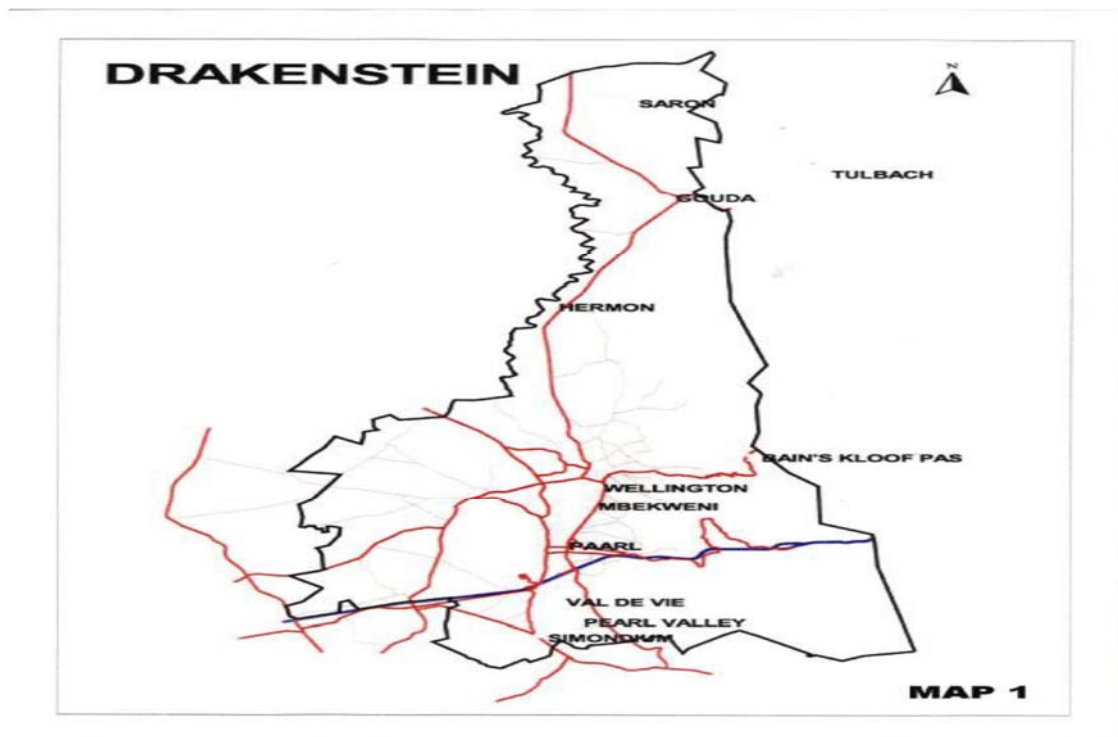 DRAKENSTEIN
N
SARON
TULBACH
GOUDA
HERMON
BAIN'S KLOOF PAS
WELLINGTON
MBEKWENI
PAARL
VAL DE VIE
PEARL VALLEY
SIMONDIUM
MAP 1